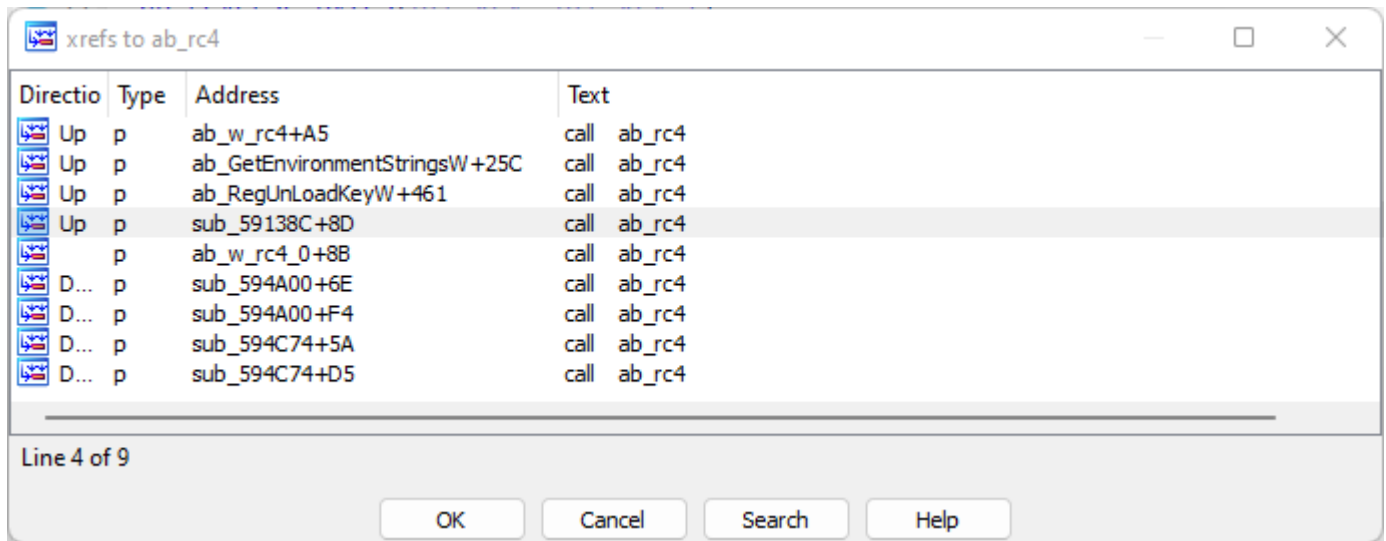 xrefs to ab_rc4
Directio Type Address Text
Up p ab_w_rc4+A5 call ab_rc4
Up p ab_GetEnvironmentStringsW+25C call ab_rc4
Up p ab_RegUnLoadKeyW+461 call ab_rc4
Up p sub_59138C+8D call ab_rc4
p ab_w_rc4_0+8B call ab_rc4
D... p sub_594A00+6E call ab_rc4
D... p sub_594A00+F4 call ab_rc4
D... p sub_594C74+5A call ab_rc4
D... p sub_594C74+D5 call ab_rc4
Line 4 of 9
OK Cancel Search Help